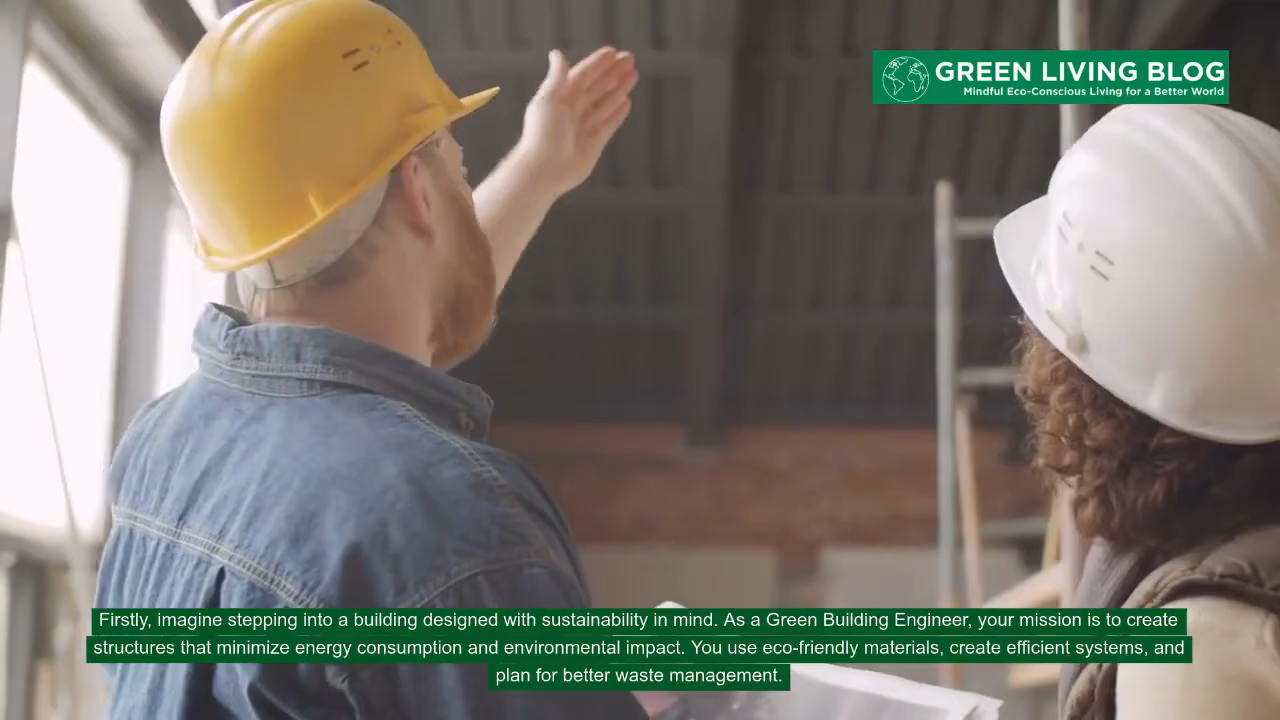 GREEN LIVING BLOG
Mindful Eco-Conscious Living for a Better World
Firstly, imagine stepping into a building designed with sustainability in mind. As a Green Building Engineer, your mission is to create
structures that minimize energy consumption and environmental impact. You use eco-friendly materials, create efficient systems, and
plan for better waste management.